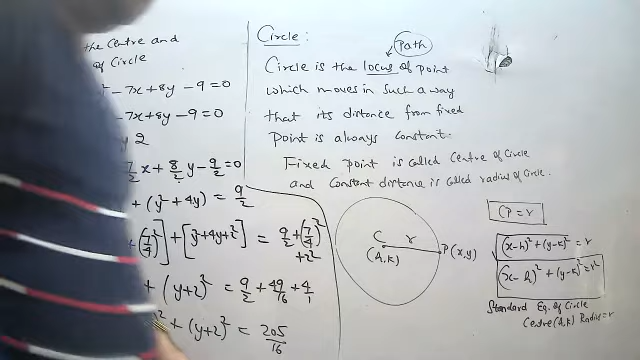 the Centre and
of Circle
- 7x + 8y - 9 = 0
- 7x + 8y - 9 = 0
y 2
7/2 x + 8/2 y - 9/2 = 0
+ (y² + 4y) = 9/2
(7/4)²] + [y² + 4y + 2²] = 9/2 + (7/4)² + 2²
+ (y+2)² = 9/2 + 49/16 + 4/1
+ (y+2)² = 205/16
Circle :
Path
Circle is the locus of point
which moves in such a way
that its distance from fixed
point is always constant.
Fixed point is called Centre of Circle
and constant distance is called radius of circle.
C
r
(h, k)
P(x, y)
CP = r
√(x-h)² + (y-k)² = r
(x-h)² + (y-k)² = r²
Standard Eq. of Circle
Centre (h, k) Radius = r